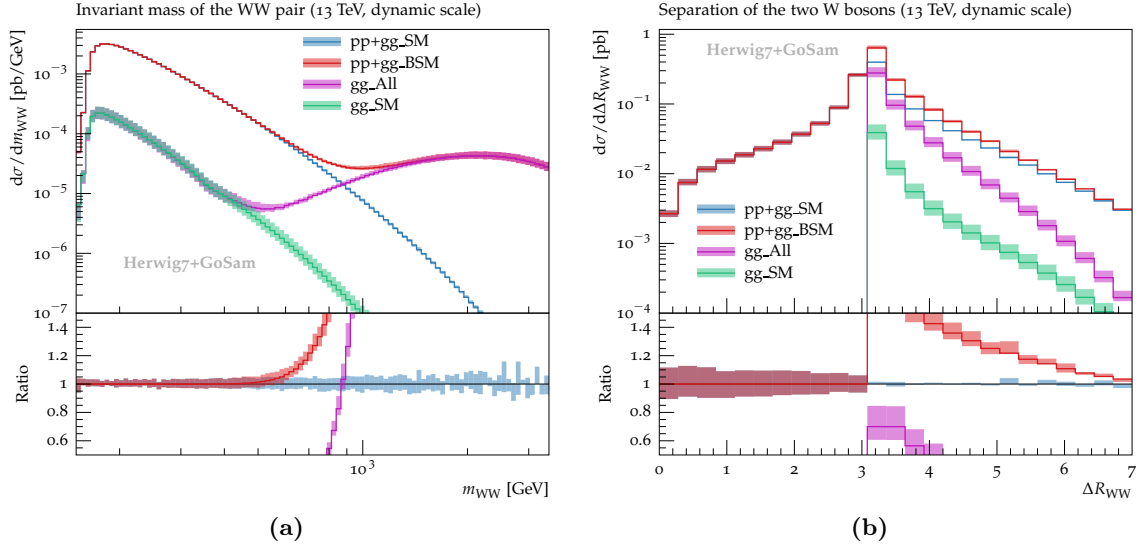 Invariant mass of the WW pair (13 TeV, dynamic scale)
dσ/dm_WW [pb/GeV]
pp+gg_SM
pp+gg_BSM
gg_All
gg_SM
10⁻³
10⁻⁴
10⁻⁵
10⁻⁶
10⁻⁷
Herwig7+GoSam
Ratio
1.4
1.2
1
0.8
0.6
10³
m_WW [GeV]
(a)
Separation of the two W bosons (13 TeV, dynamic scale)
dσ/dΔR_WW [pb]
Herwig7+GoSam
1
10⁻¹
10⁻²
10⁻³
10⁻⁴
pp+gg_SM
pp+gg_BSM
gg_All
gg_SM
Ratio
1.4
1.2
1
0.8
0.6
0 1 2 3 4 5 6 7
ΔR_WW
(b)